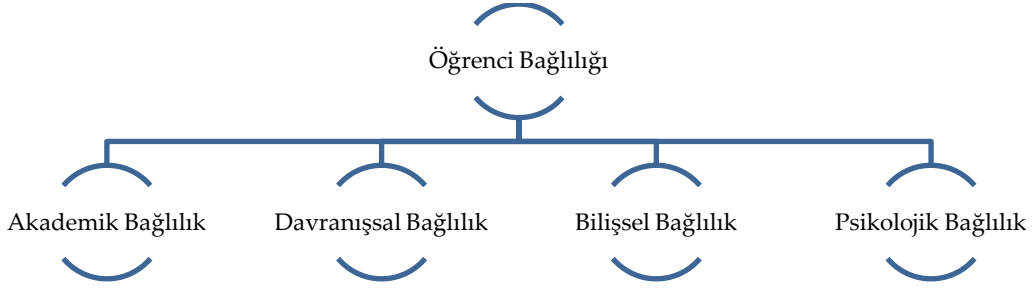 Öğrenci Bağlılığı
Akademik Bağlılık
Davranışsal Bağlılık
Bilişsel Bağlılık
Psikolojik Bağlılık